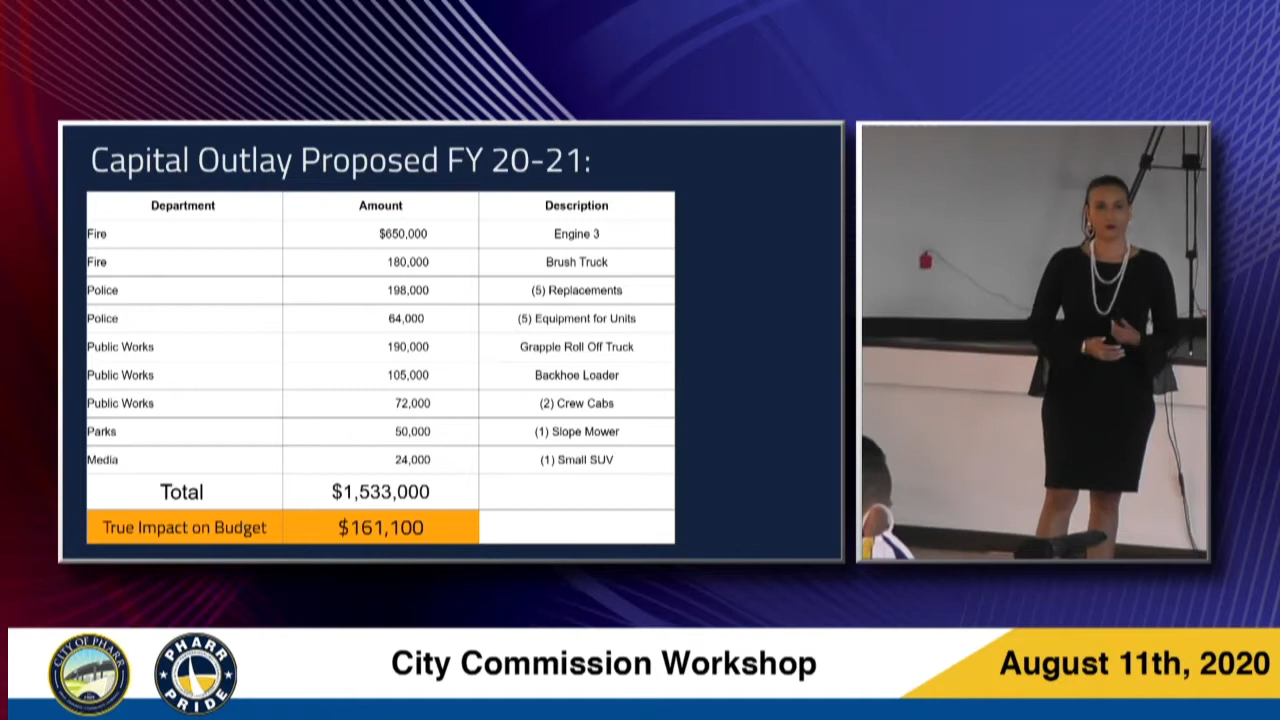 Capital Outlay Proposed FY 20-21:
Department Amount Description
Fire $650,000 Engine 3
Fire 180,000 Brush Truck
Police 198,000 (5) Replacements
Police 64,000 (5) Equipment for Units
Public Works 190,000 Grapple Roll Off Truck
Public Works 105,000 Backhoe Loader
Public Works 72,000 (2) Crew Cabs
Parks 50,000 (1) Slope Mower
Media 24,000 (1) Small SUV
Total $1,533,000
True Impact on Budget $161,100
CITY OF PHARR
PHARR
PRIDE
City Commission Workshop
August 11th, 2020